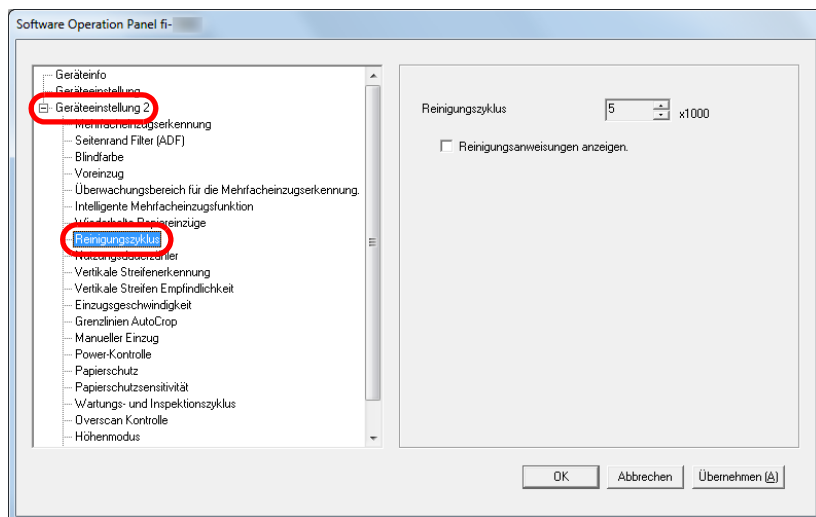 Software Operation Panel fi-
Geräteinfo
Geräteeinstellung
Geräteeinstellung 2
Mehrfacheinzugserkennung
Seitenrand Filter (ADF)
Blindfarbe
Voreinzug
Überwachungsbereich für die Mehrfacheinzugserkennung.
Intelligente Mehrfacheinzugsfunktion
Wiederholte Papiereinzüge
Reinigungszyklus
Nutzungsdauerzähler
Vertikale Streifenerkennung
Vertikale Streifen Empfindlichkeit
Einzugsgeschwindigkeit
Grenzlinien AutoCrop
Manueller Einzug
Power-Kontrolle
Papierschutz
Papierschutzsensitivität
Wartungs- und Inspektionszyklus
Overscan Kontrolle
Höhenmodus
Reinigungszyklus 5 x1000
Reinigungsanweisungen anzeigen.
OK Abbrechen Übernehmen (A)